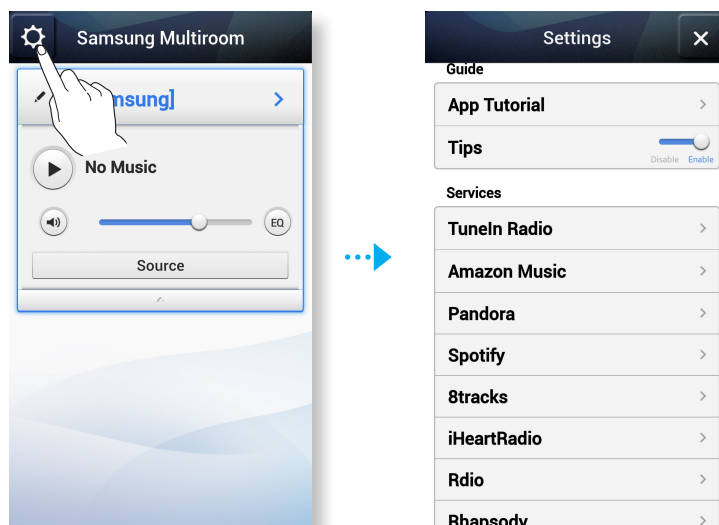 Samsung Multiroom
msung]
No Music
EQ
Source
Settings
Guide
App Tutorial
Tips
Disable Enable
Services
TuneIn Radio
Amazon Music
Pandora
Spotify
8tracks
iHeartRadio
Rdio
Rhapsody